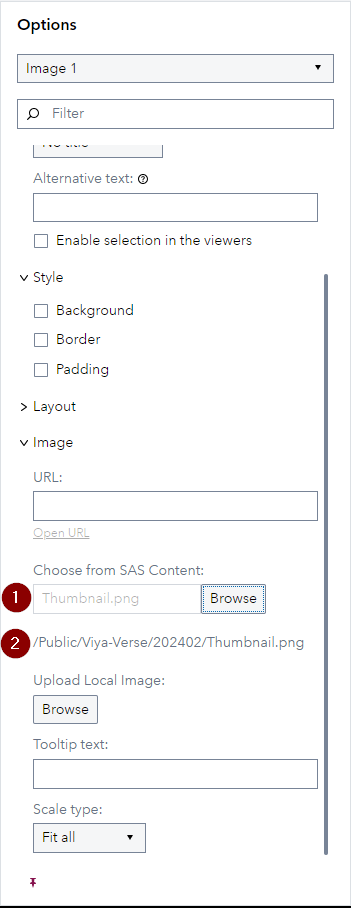 Options
Image 1
Filter
No title
Alternative text:
Enable selection in the viewers
Style
Background
Border
Padding
Layout
Image
URL:
Open URL
Choose from SAS Content:
1 Thumbnail.png Browse
2 /Public/Viya-Verse/202402/Thumbnail.png
Upload Local Image:
Browse
Tooltip text:
Scale type:
Fit all